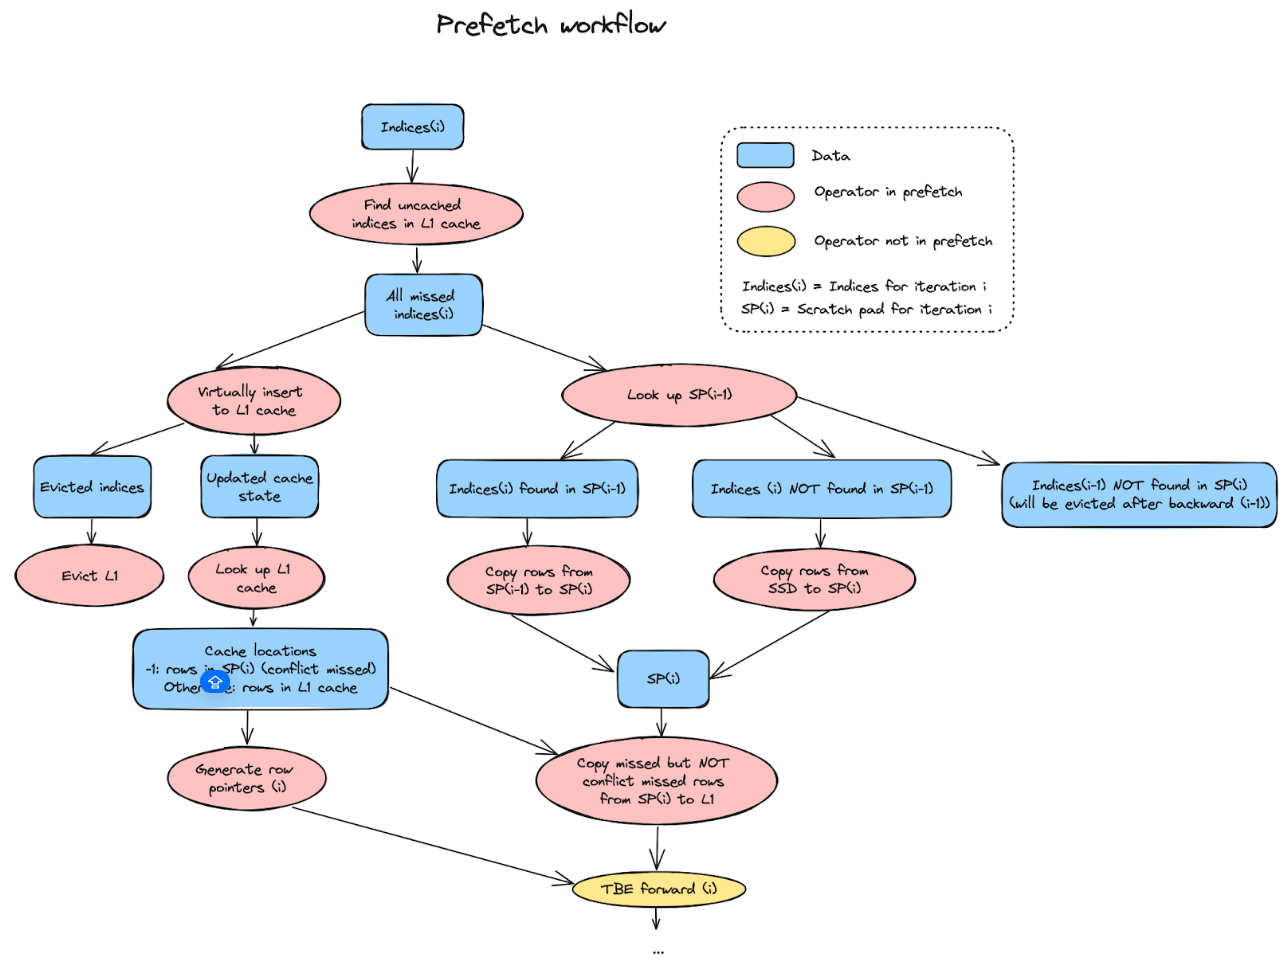 Prefetch workflow
Indices(i)
Find uncached
indices in L1 cache
All missed
indices(i)
Data
Operator in prefetch
Operator not in prefetch
Indices(i) = Indices for iteration i
SP(i) = Scratch pad for iteration i
Virtually insert
to L1 cache
Look up SP(i-1)
Evicted indices
Updated cache
state
Indices(i) found in SP(i-1)
Indices (i) NOT found in SP(i-1)
Indices(i-1) NOT found in SP(i)
(will be evicted after backward (i-1))
Evict L1
Look up L1
cache
Copy rows from
SP(i-1) to SP(i)
Copy rows from
SSD to SP(i)
Cache locations
-1: rows in SP(i) (conflict missed)
rows in L1 cache
SP(i)
Generate row
pointers (i)
Copy missed but NOT
conflict missed rows
from SP(i) to L1
TBE forward (i)
...